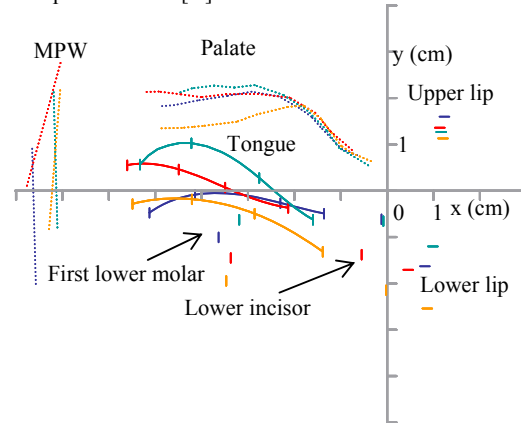 MPW
Palate
y (cm)
Upper lip
1
Tongue
0
1
x (cm)
First lower molar
Lower incisor
Lower lip